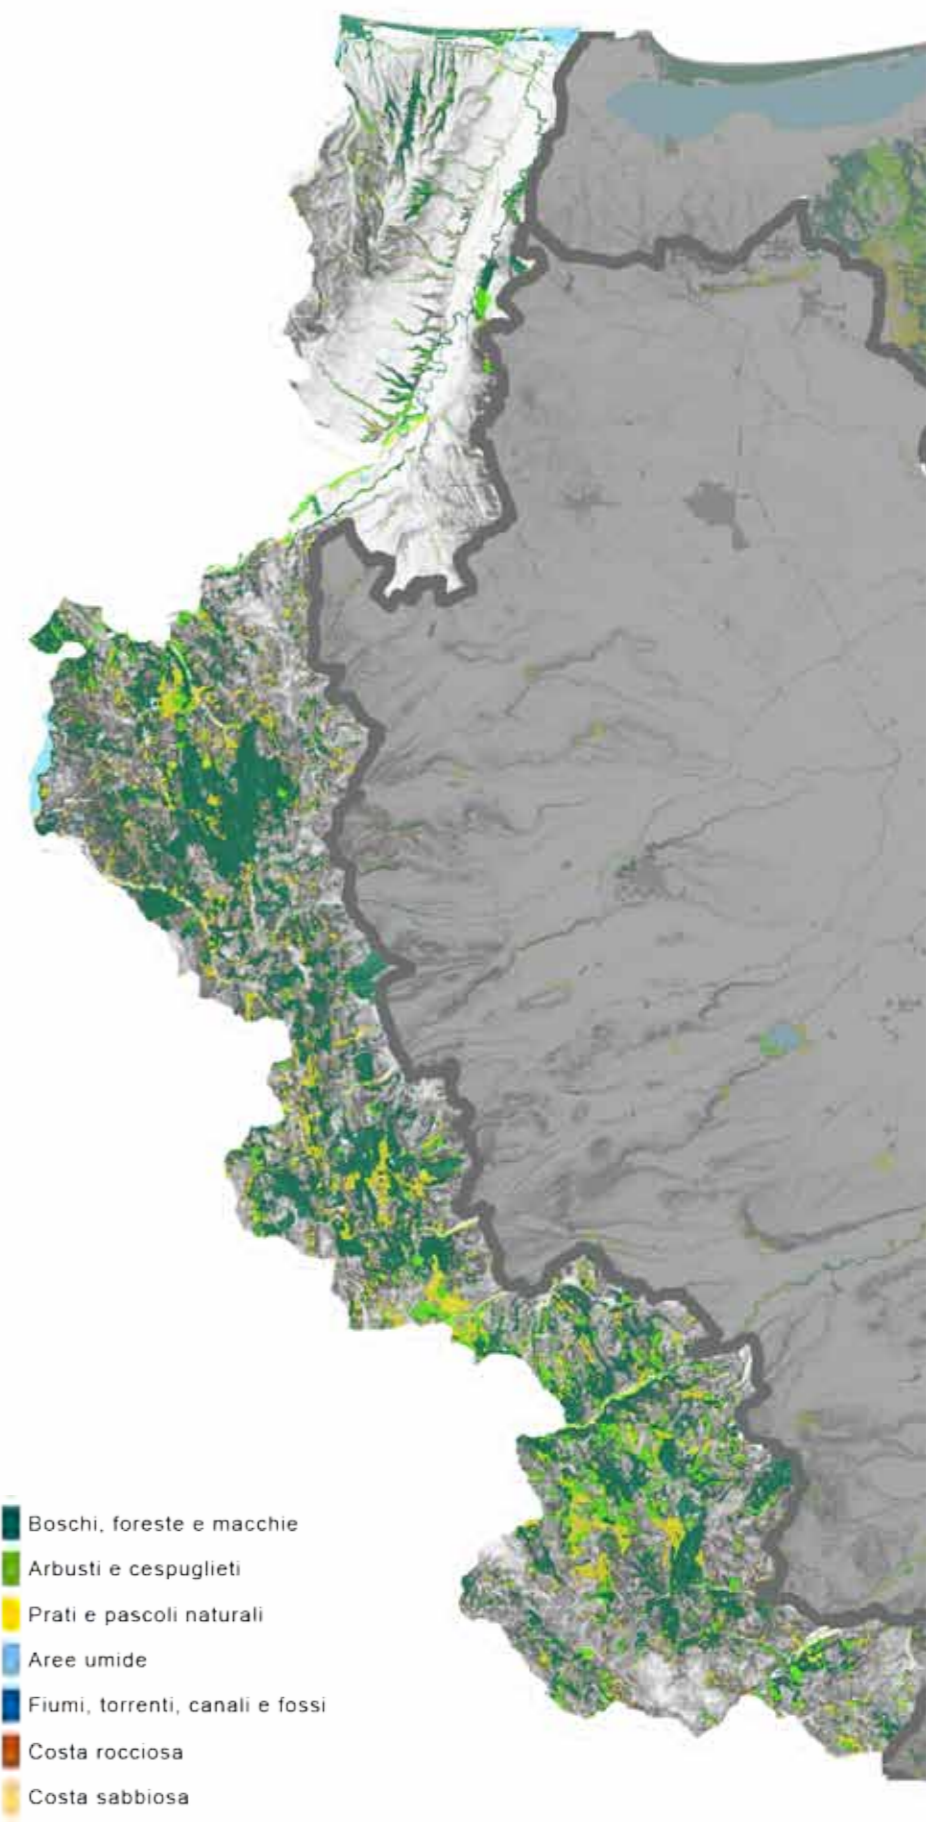 Boschi, foreste e macchie
Arbusti e cespuglieti
Prati e pascoli naturali
Aree umide
Fiumi, torrenti, canali e fossi
Costa rocciosa
Costa sabbiosa